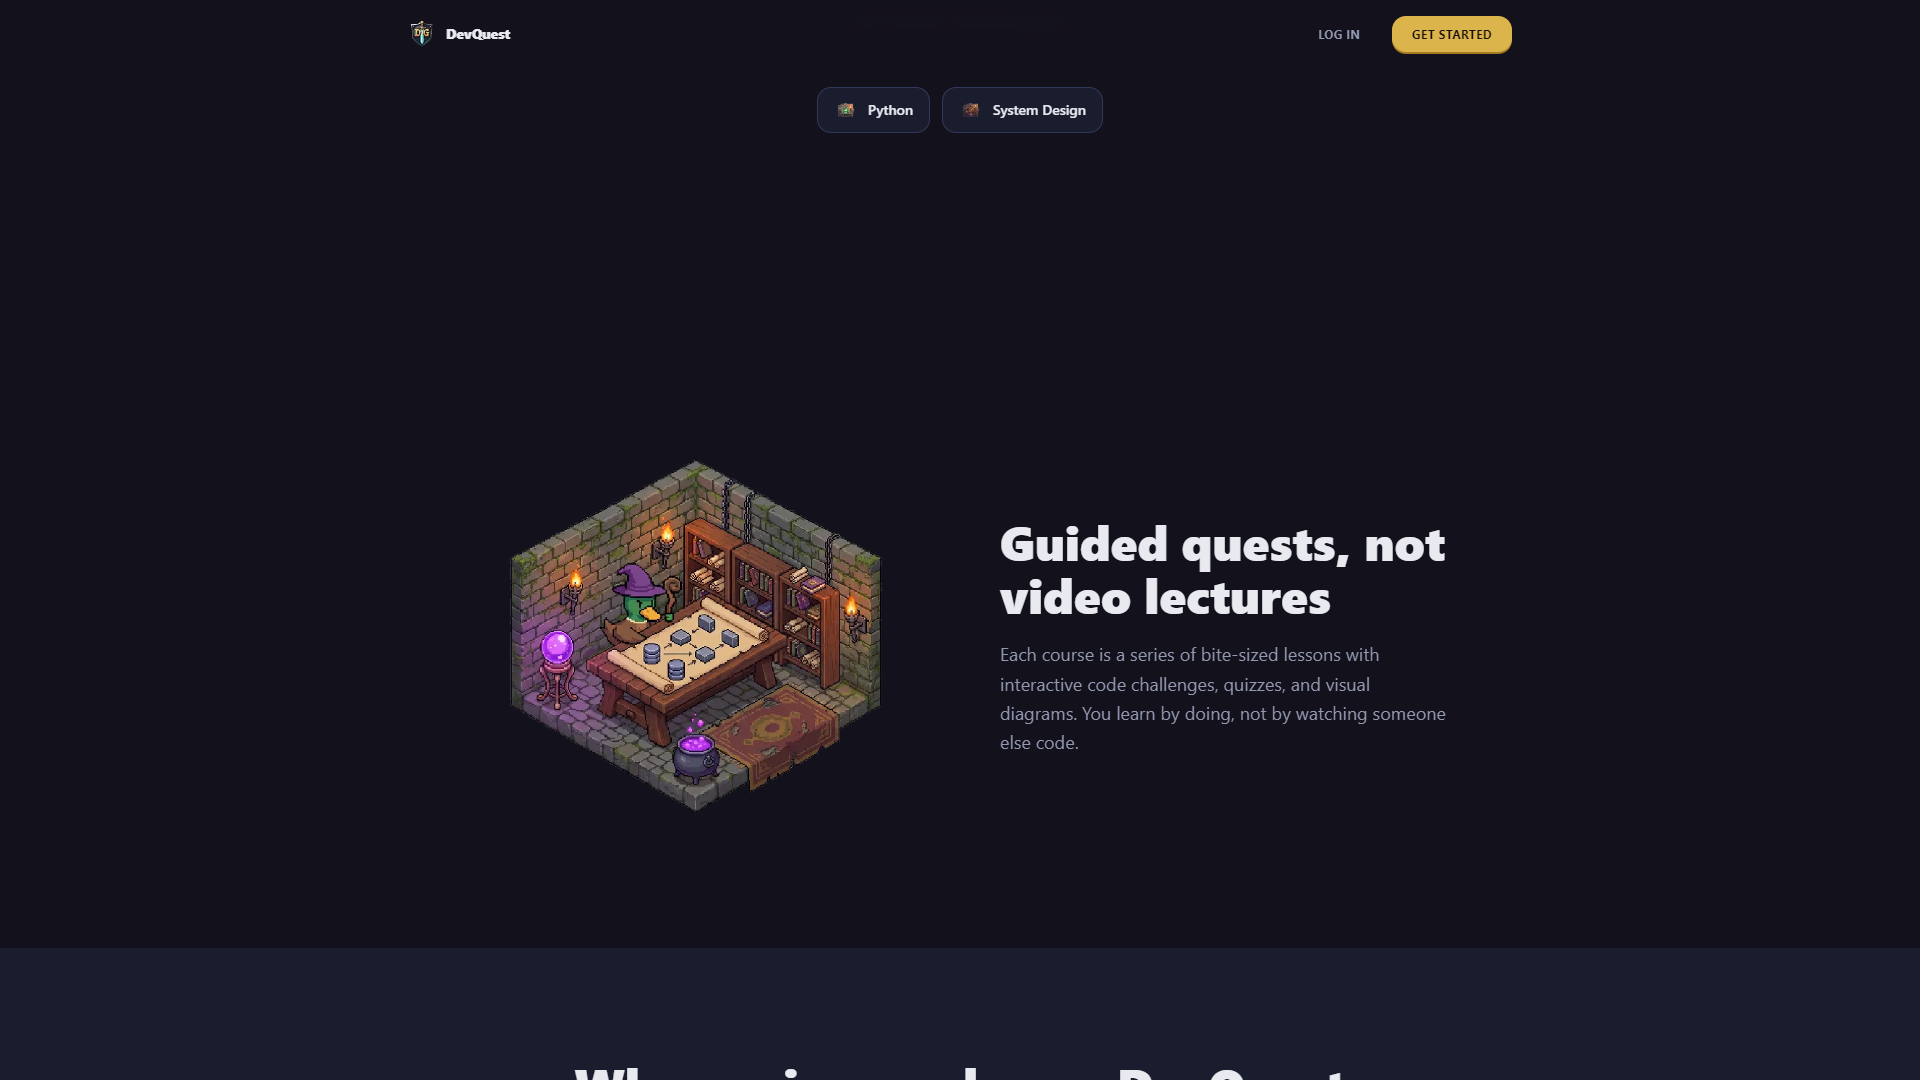 DevQuest
LOG IN
GET STARTED
Python
System Design
Guided quests, not
video lectures
Each course is a series of bite-sized lessons with
interactive code challenges, quizzes, and visual
diagrams. You learn by doing, not by watching someone
else code.